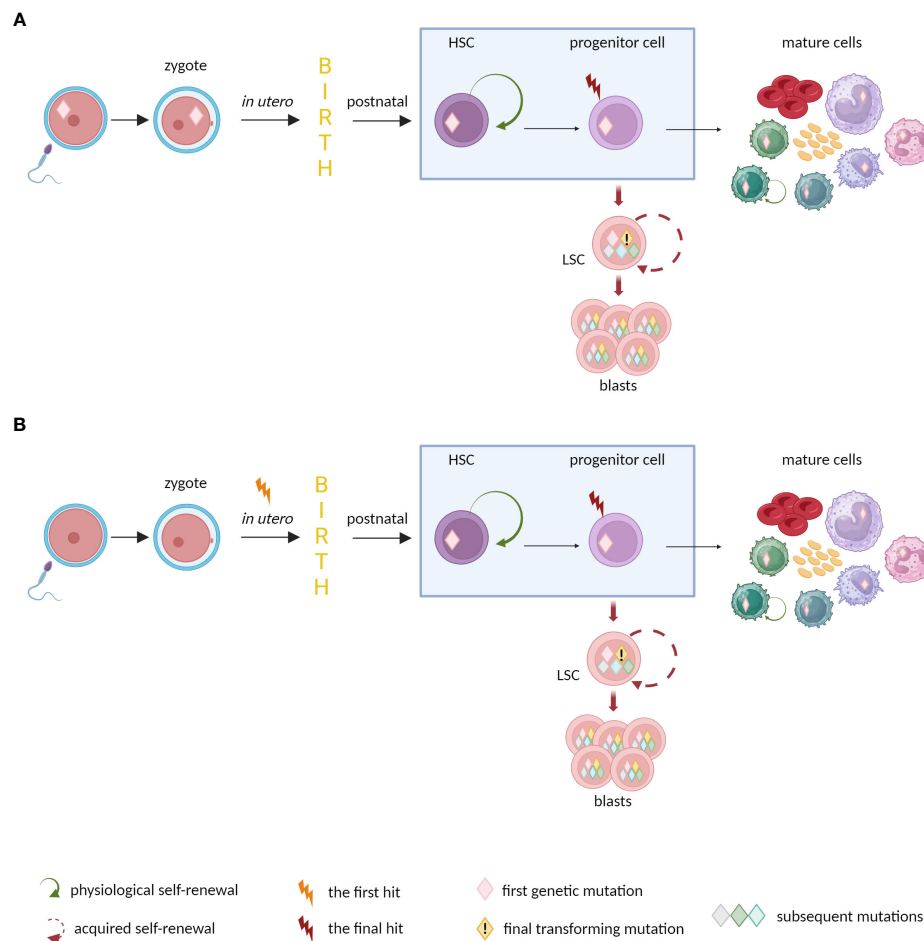 A
HSC
progenitor cell
mature cells
zygote
in utero
BIRTH
postnatal
!
LSC
blasts
B
HSC
progenitor cell
mature cells
zygote
in utero
BIRTH
postnatal
!
LSC
blasts
physiological self-renewal
the first hit
first genetic mutation
subsequent mutations
acquired self-renewal
the final hit
!
final transforming mutation